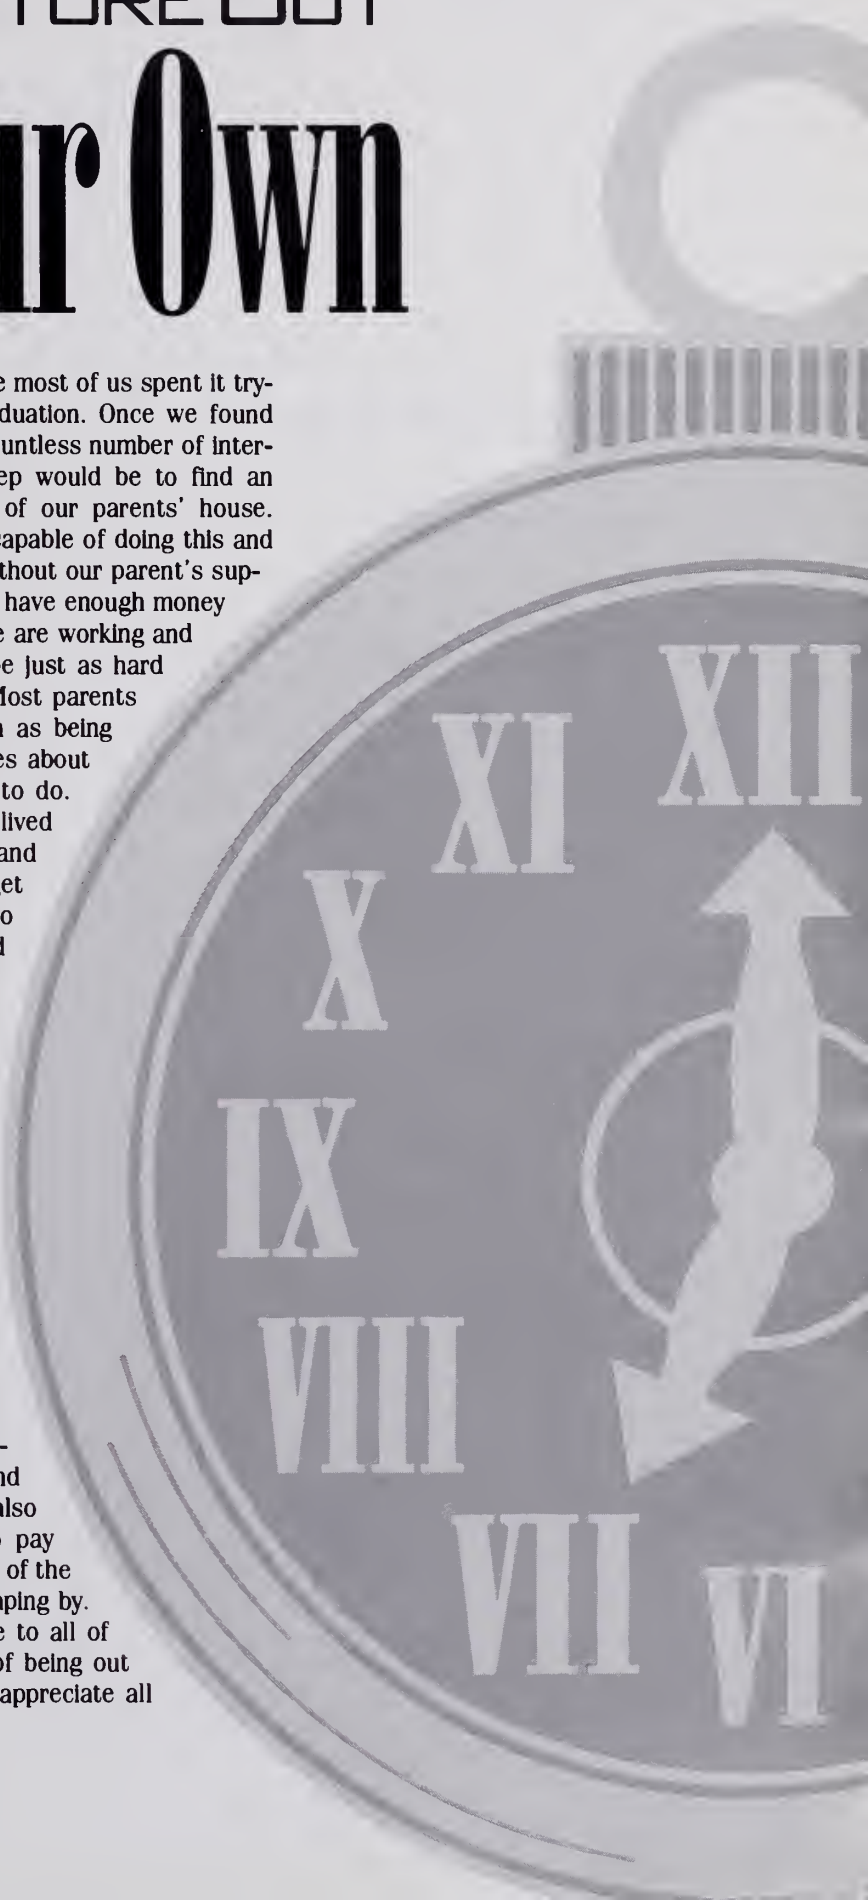 TURE OUT
ur Own
e most of us spent it try-
duation. Once we found
untless number of inter-
ep would be to find an
of our parents' house.
capable of doing this and
thout our parent's sup-
have enough money
e are working and
e just as hard
Most parents
n as being
es about
to do.
lived
and
et
o
d
XII
XI
X
IX
VIII
VII
VI
-
nd
also
pay
of the
ping by.
e to all of
of being out
appreciate all